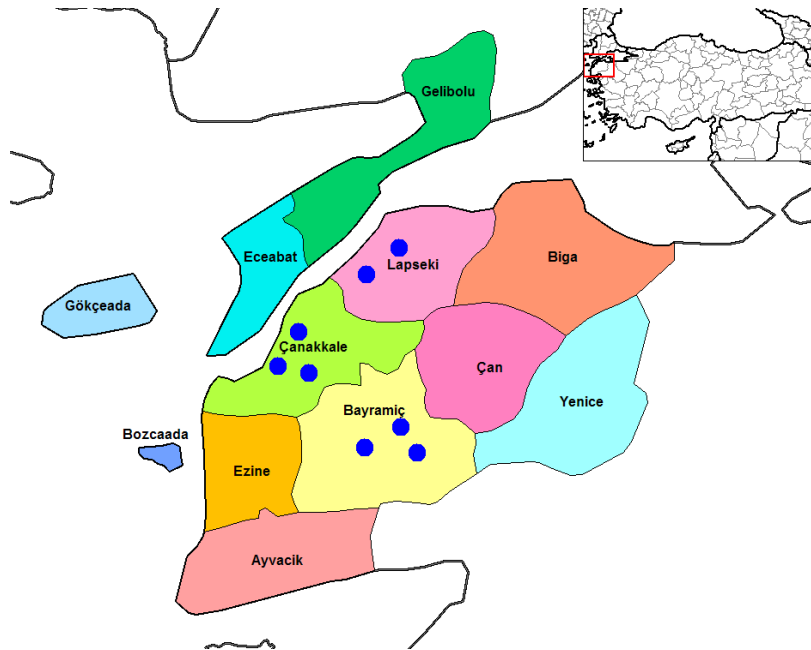 Gelibolu
Eceabat
Lapseki
Biga
Gökçeada
Çanakkale
Çan
Yenice
Bayramiç
Bozcaada
Ezine
Ayvacik